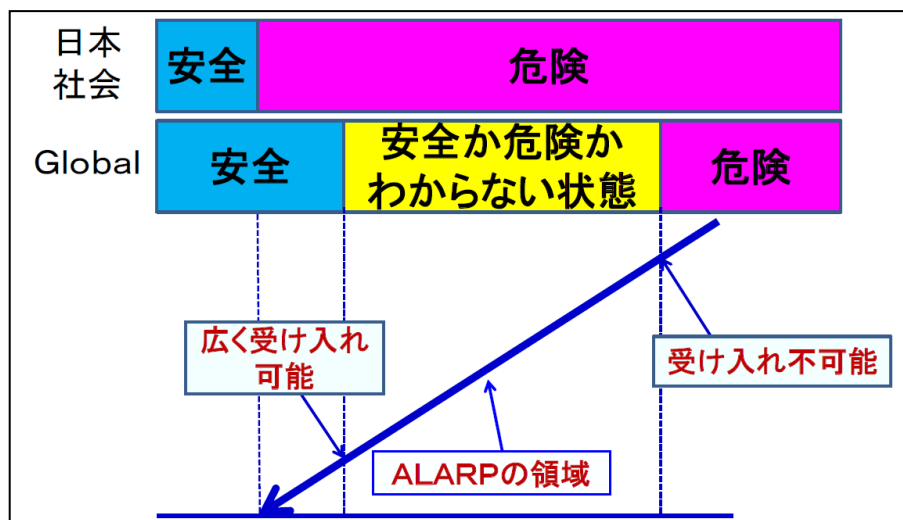 日本
社会
安全
危険
Global
安全
安全か危険か
わからない状態
危険
広く受け入れ
可能
受け入れ不可能
ALARPの領域